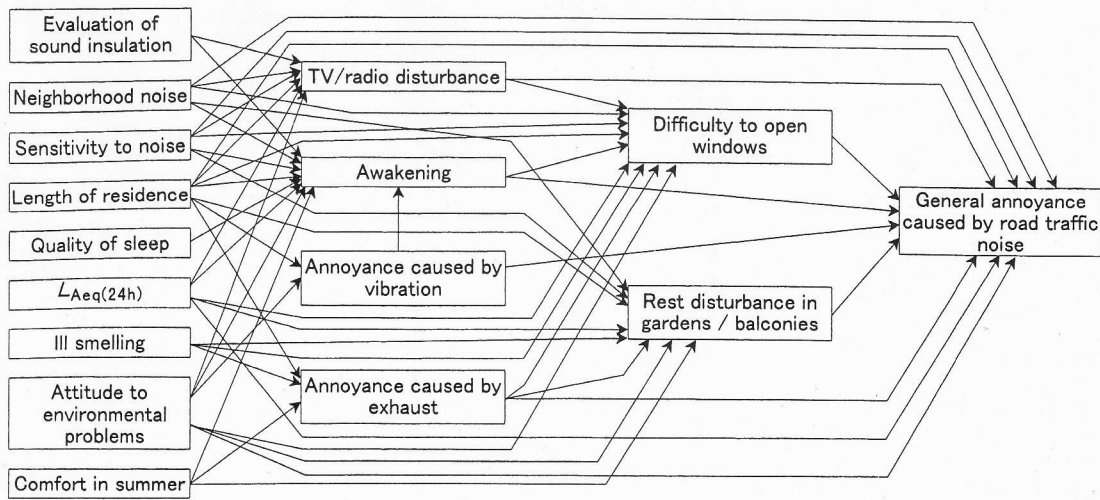 Evaluation of
sound insulation
Neighborhood noise
Sensitivity to noise
Length of residence
Quality of sleep
LAeq(24h)
Ill smelling
Attitude to
environmental
problems
Comfort in summer
TV/radio disturbance
Awakening
Annoyance caused by
vibration
Annoyance caused by
exhaust
Difficulty to open
windows
Rest disturbance in
gardens / balconies
General annoyance
caused by road traffic
noise